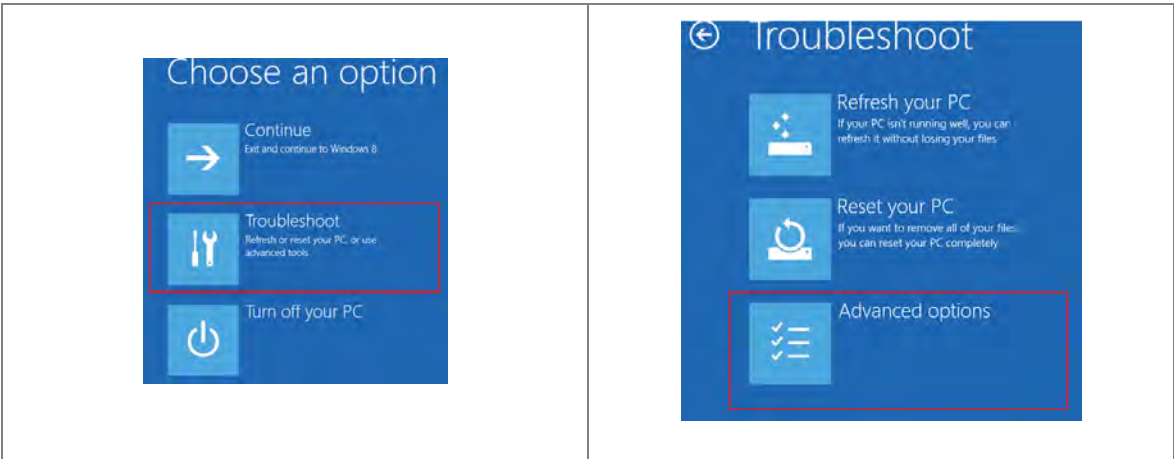 Choose an option
Continue
Exit and continue to Windows 8
Troubleshoot
Refresh or reset your PC, or use
advanced tools
Turn off your PC
Troubleshoot
Refresh your PC
If your PC isn't running well, you can
refresh it without losing your files
Reset your PC
If you want to remove all of your files
you can reset your PC completely
Advanced options